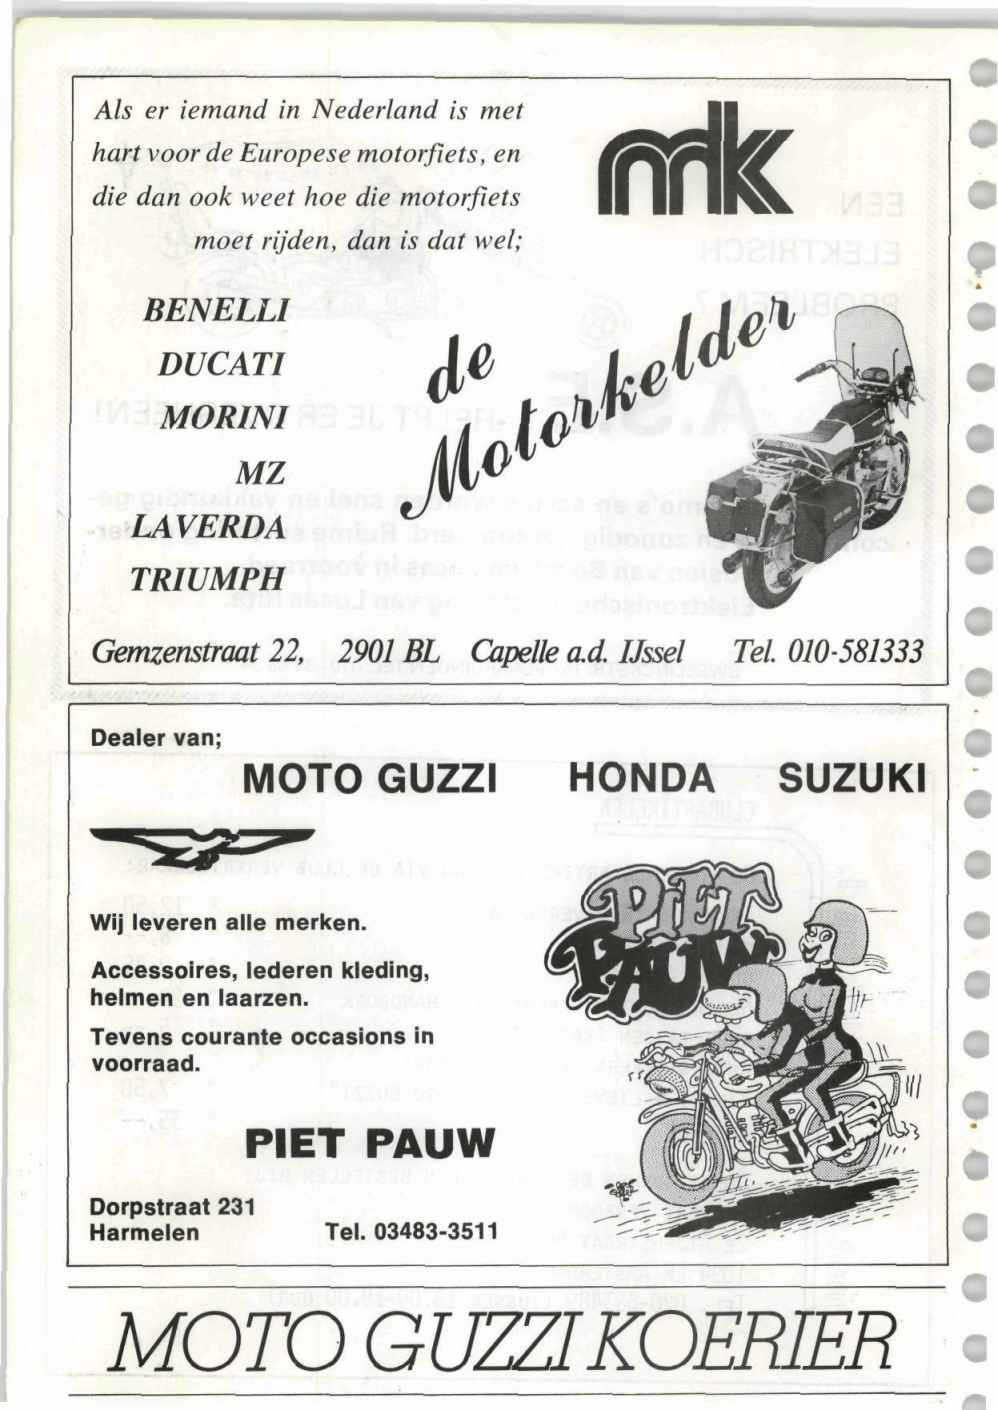 Als er iemand in Nederland is met
hart voor de Europese motorfiets, en
die dan ook weet hoe die motorfiets
moet rijden, dan is dat wel;
mk
BENELLI
DUCATI
MORINI
MZ
LAVERDA
TRIUMPH
de
Motorkelder
Gemzenstraat 22, 2901 BL Capelle a.d. IJssel Tel. 010-581333
Dealer van;
MOTO GUZZI HONDA SUZUKI
Wij leveren alle merken.
Accessoires, lederen kleding,
helmen en laarzen.
Tevens courante occasions in
voorraad.
PIET
PAUW
PIET PAUW
Dorpstraat 231
Harmelen Tel. 03483-3511
MOTO GUZZI KOERIER